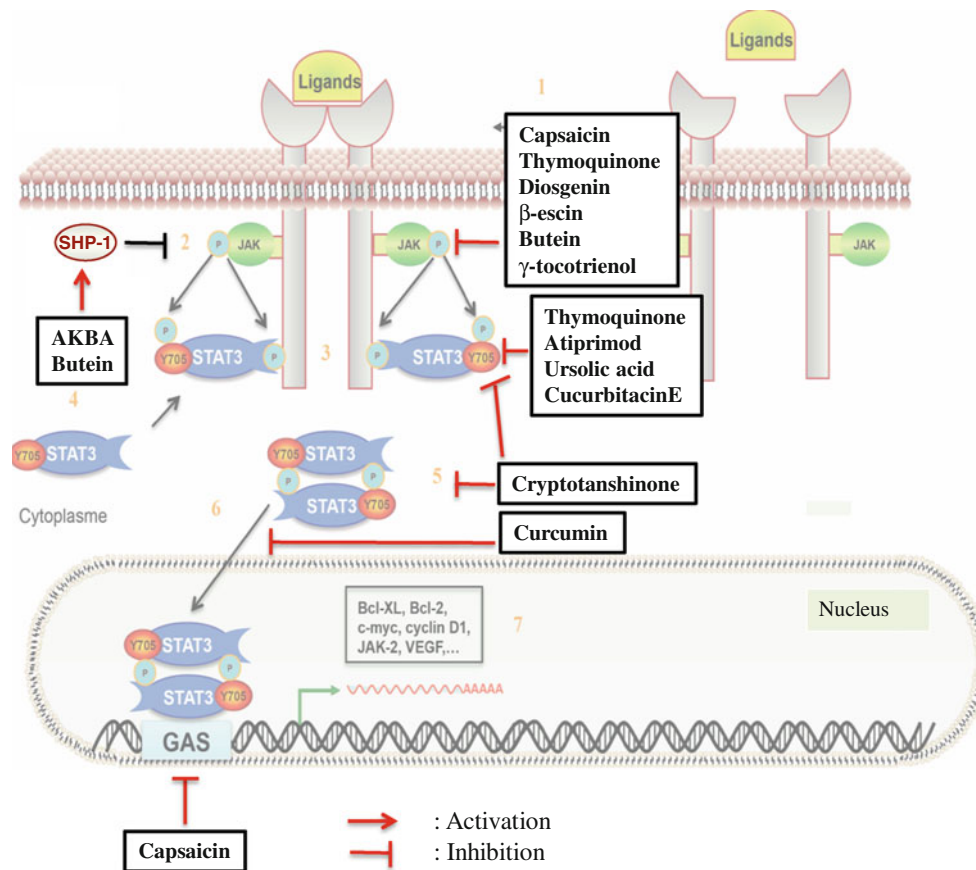 Ligands
Ligands
1
Capsaicin
Thymoquinone
Diosgenin
β-escin
Butein
γ-tocotrienol
SHP-1
2
P
JAK
JAK
P
JAK
AKBA
Butein
P
Y705
STAT3
P
3
P
STAT3
P
Y705
Thymoquinone
Atiprimod
Ursolic acid
CucurbitacinE
4
Y705
STAT3
Y705
STAT3
P
P
STAT3
Y705
5
Cryptotanshinone
Cytoplasme
6
Curcumin
Bcl-XL, Bcl-2,
c-myc, cyclin D1,
JAK-2, VEGF,...
7
Nucleus
Y705
STAT3
P
P
STAT3
Y705
AAAAA
GAS
Capsaicin
: Activation
: Inhibition